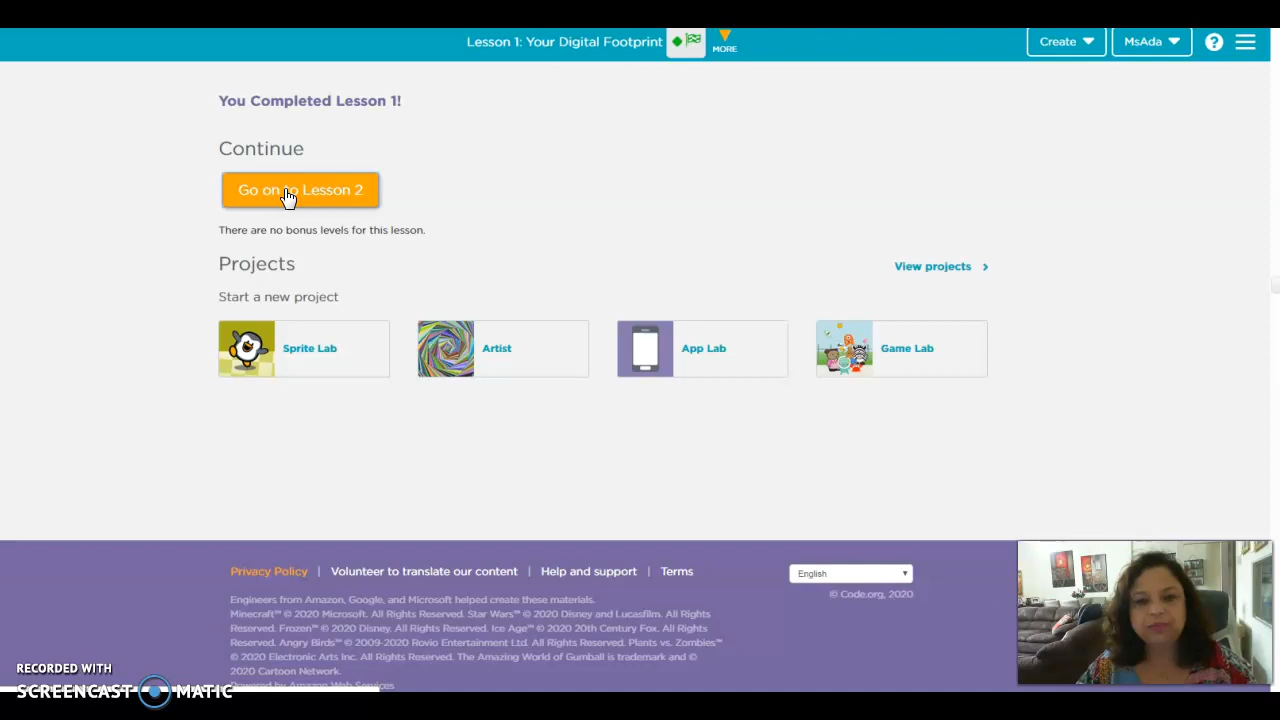 Lesson 1: Your Digital Footprint
MORE
Create
MsAda
?
You Completed Lesson 1!
Continue
Go on to Lesson 2
There are no bonus levels for this lesson.
Projects
View projects
Start a new project
Sprite Lab
Artist
App Lab
Game Lab
Privacy Policy | Volunteer to translate our content | Help and support | Terms
English
© Code.org, 2020
Engineers from Amazon, Google, and Microsoft helped create these materials.
Minecraft™ © 2020 Microsoft. All Rights Reserved. Star Wars™ © 2020 Disney and Lucasfilm. All
Rights Reserved. Frozen™ © 2020 Disney. All Rights Reserved. Ice Age™ © 2020 20th Century Fox. All Rights
Reserved. Angry Birds™ © 2009-2020 Rovio Entertainment Ltd. All Rights Reserved. Plants vs. Zombies™
© 2020 Electronic Arts Inc. All Rights Reserved. The Amazing World of Gumball is trademark and ©
2020 Cartoon Network.
Powered by Amazon Web Services
RECORDED WITH
SCREENCAST MATIC